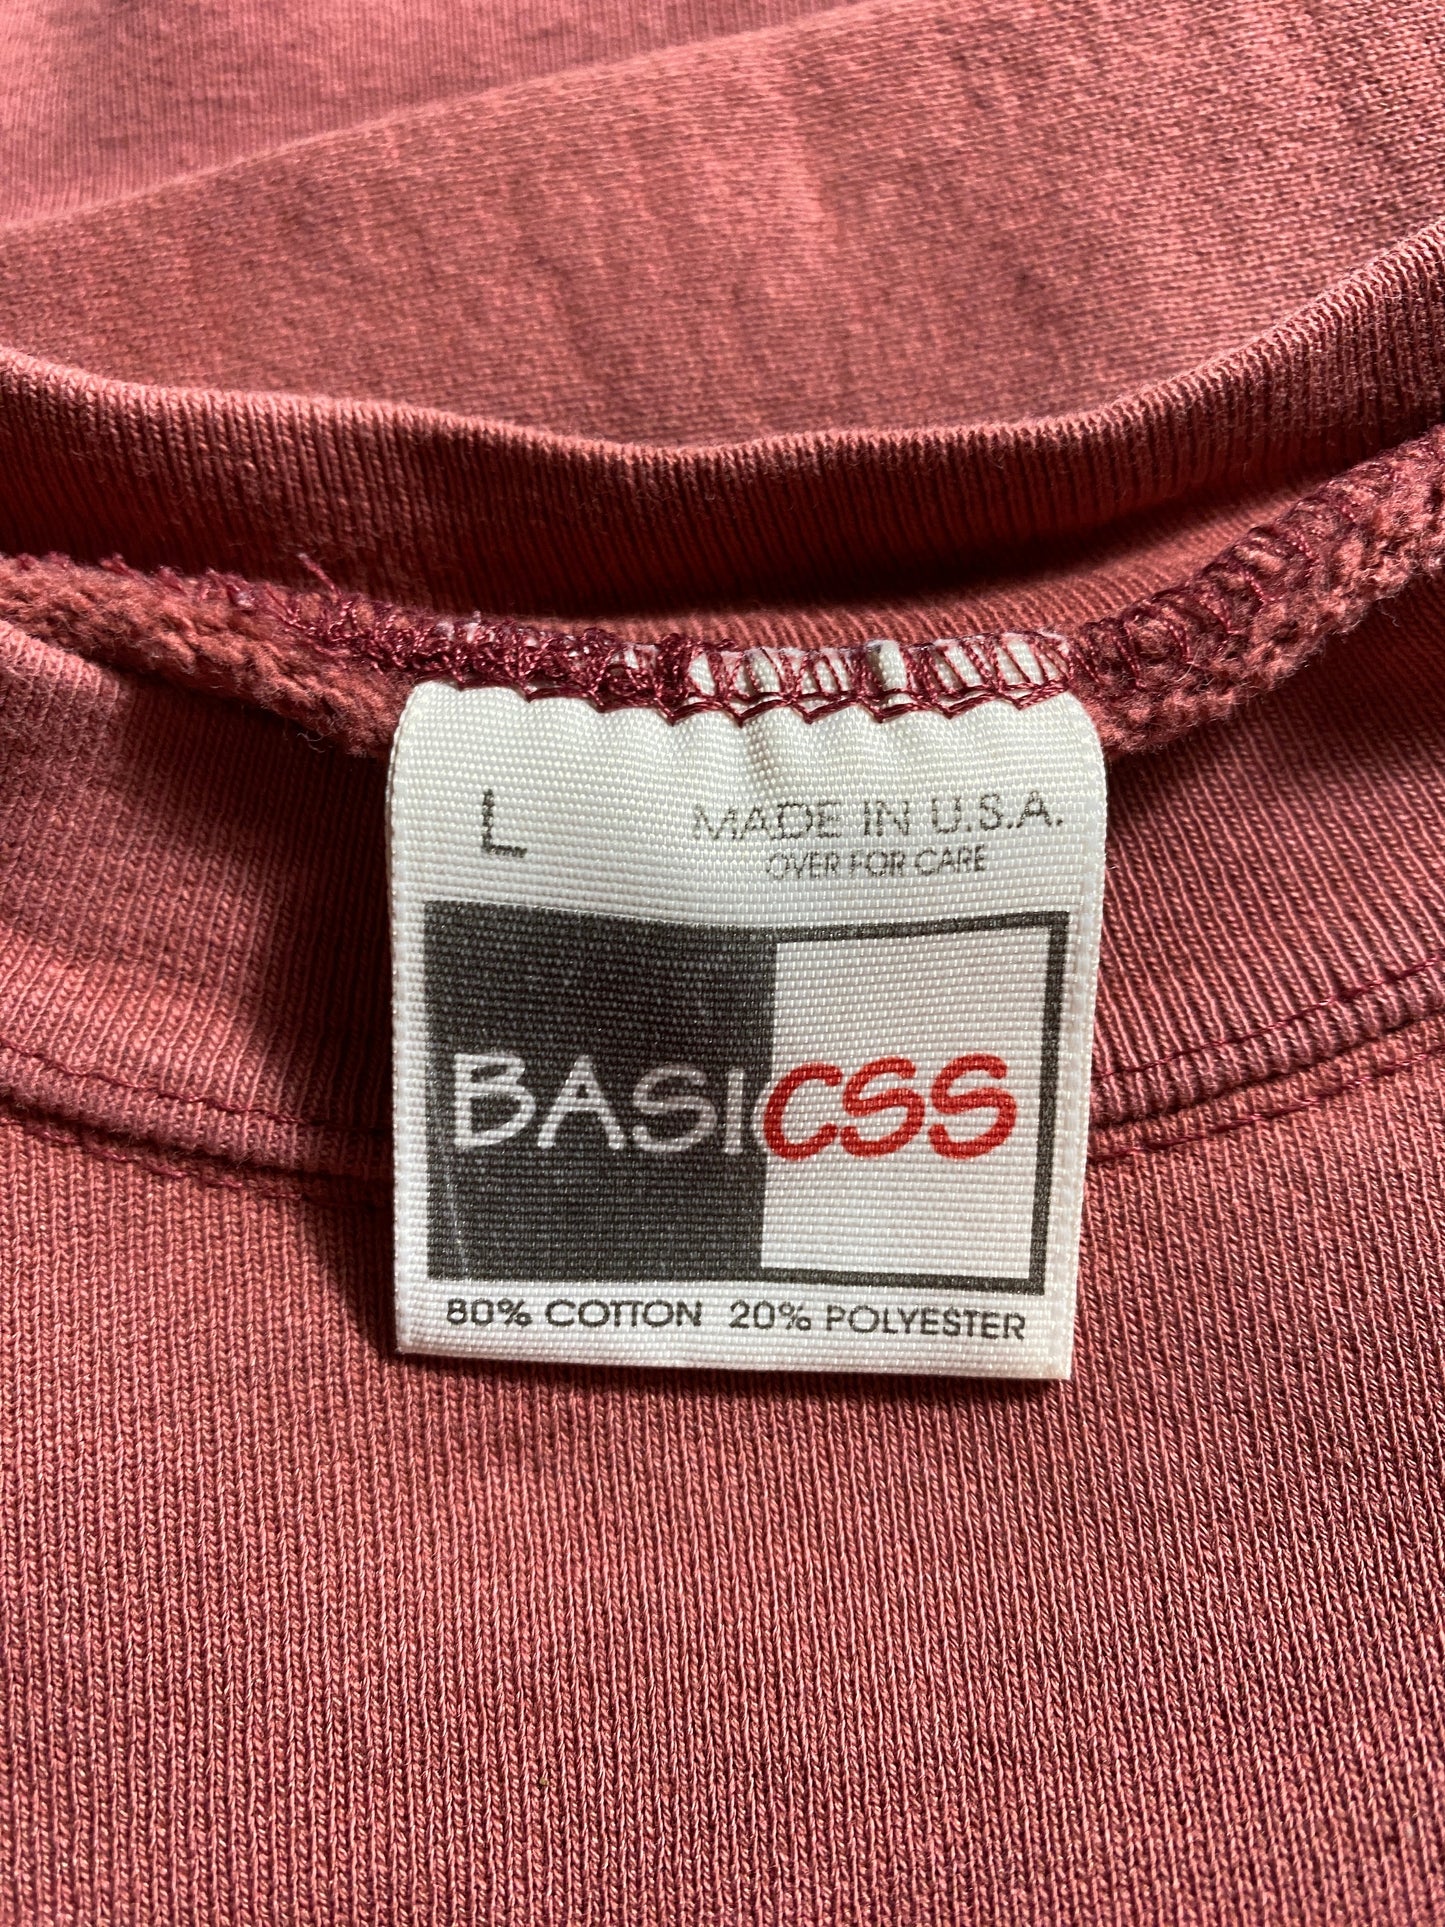 L MADE IN U.S.A.
OVER FOR CARE
BASICSS
80% COTTON 20% POLYESTER